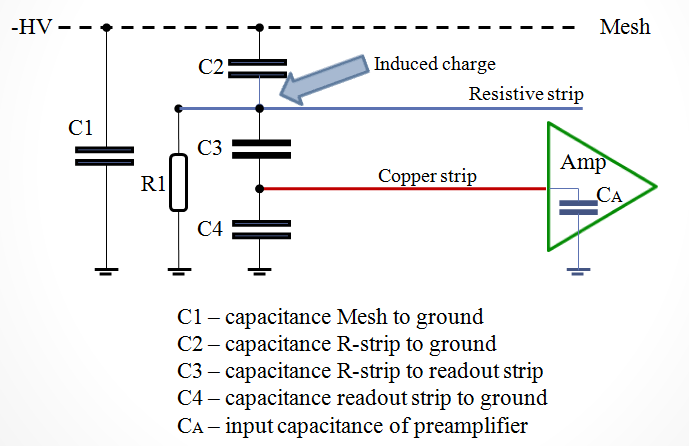 -HV
Mesh
C2
Induced charge
Resistive strip
C1
C3
Amp
R1
Copper strip
CA
C4
C1 – capacitance Mesh to ground
C2 – capacitance R-strip to ground
C3 – capacitance R-strip to readout strip
C4 – capacitance readout strip to ground
CA – input capacitance of preamplifier